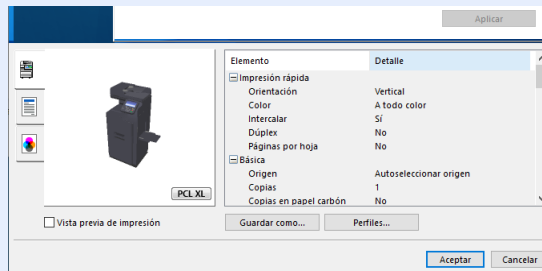 Aplicar
Elemento Detalle
Impresión rápida
Orientación Vertical
Color A todo color
Intercalar Sí
Dúplex No
Páginas por hoja No
Básica
Origen Autoseleccionar origen
Copias 1
Copias en papel carbón No
PCL XL
Vista previa de impresión Guardar como... Perfiles...
Aceptar Cancelar